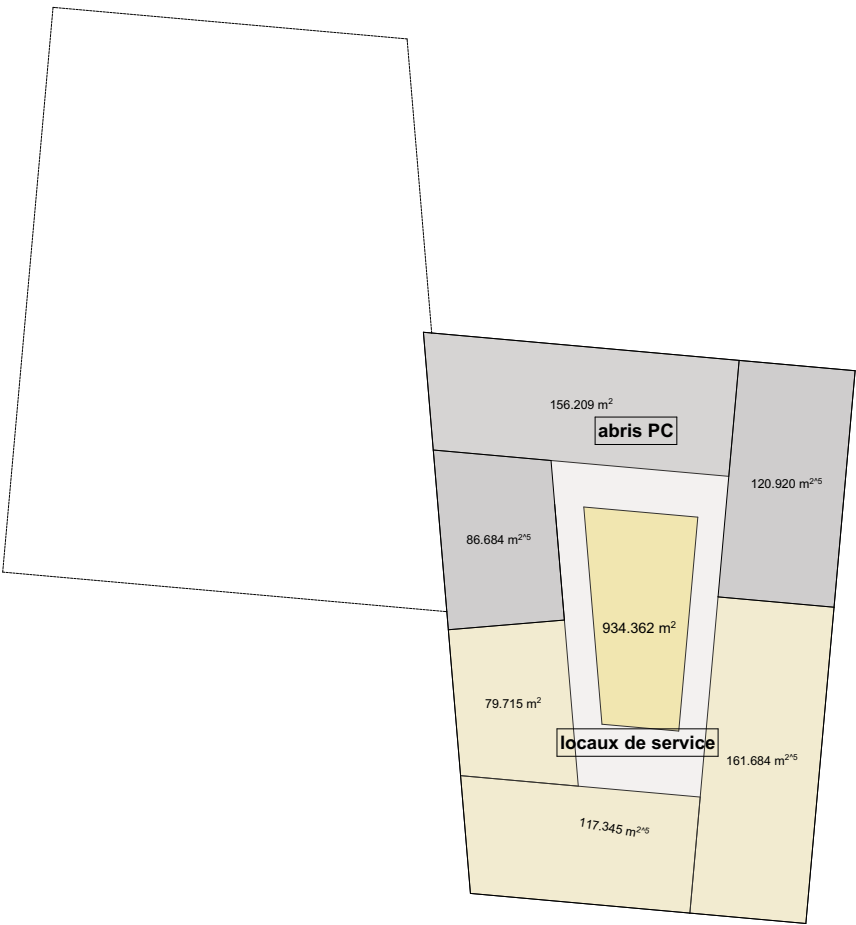 156.209 m²
abris PC
120.920 m²^⁵
86.684 m²^⁵
934.362 m²
79.715 m²
locaux de service
161.684 m²^⁵
117.345 m²^⁵